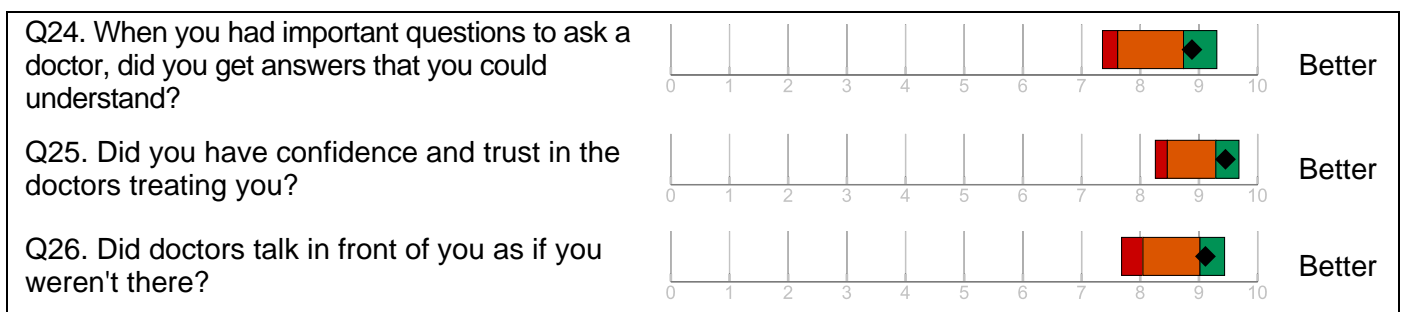 Q24. When you had important questions to ask a
doctor, did you get answers that you could
understand?
0 1 2 3 4 5 6 7 8 9 10
Better
Q25. Did you have confidence and trust in the
doctors treating you?
0 1 2 3 4 5 6 7 8 9 10
Better
Q26. Did doctors talk in front of you as if you
weren't there?
0 1 2 3 4 5 6 7 8 9 10
Better